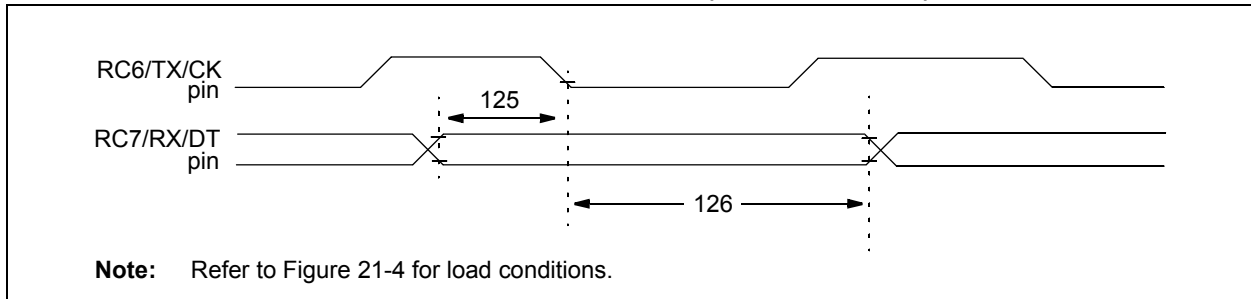 RC6/TX/CK
pin
125
RC7/RX/DT
pin
126
Note: Refer to Figure 21-4 for load conditions.